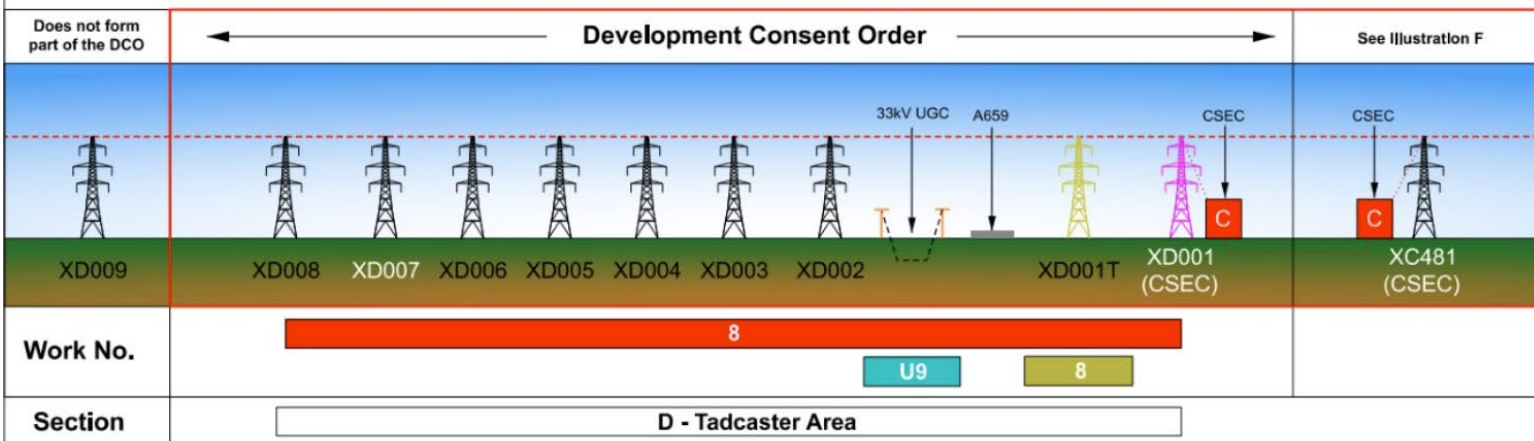 Does not form
part of the DCO
Development Consent Order
See Illustration F
33kV UGC
A659
CSEC
CSEC
C
C
XD009
XD008
XD007
XD006
XD005
XD004
XD003
XD002
XD001T
XD001
(CSEC)
XC481
(CSEC)
Work No.
8
U9
8
Section
D - Tadcaster Area